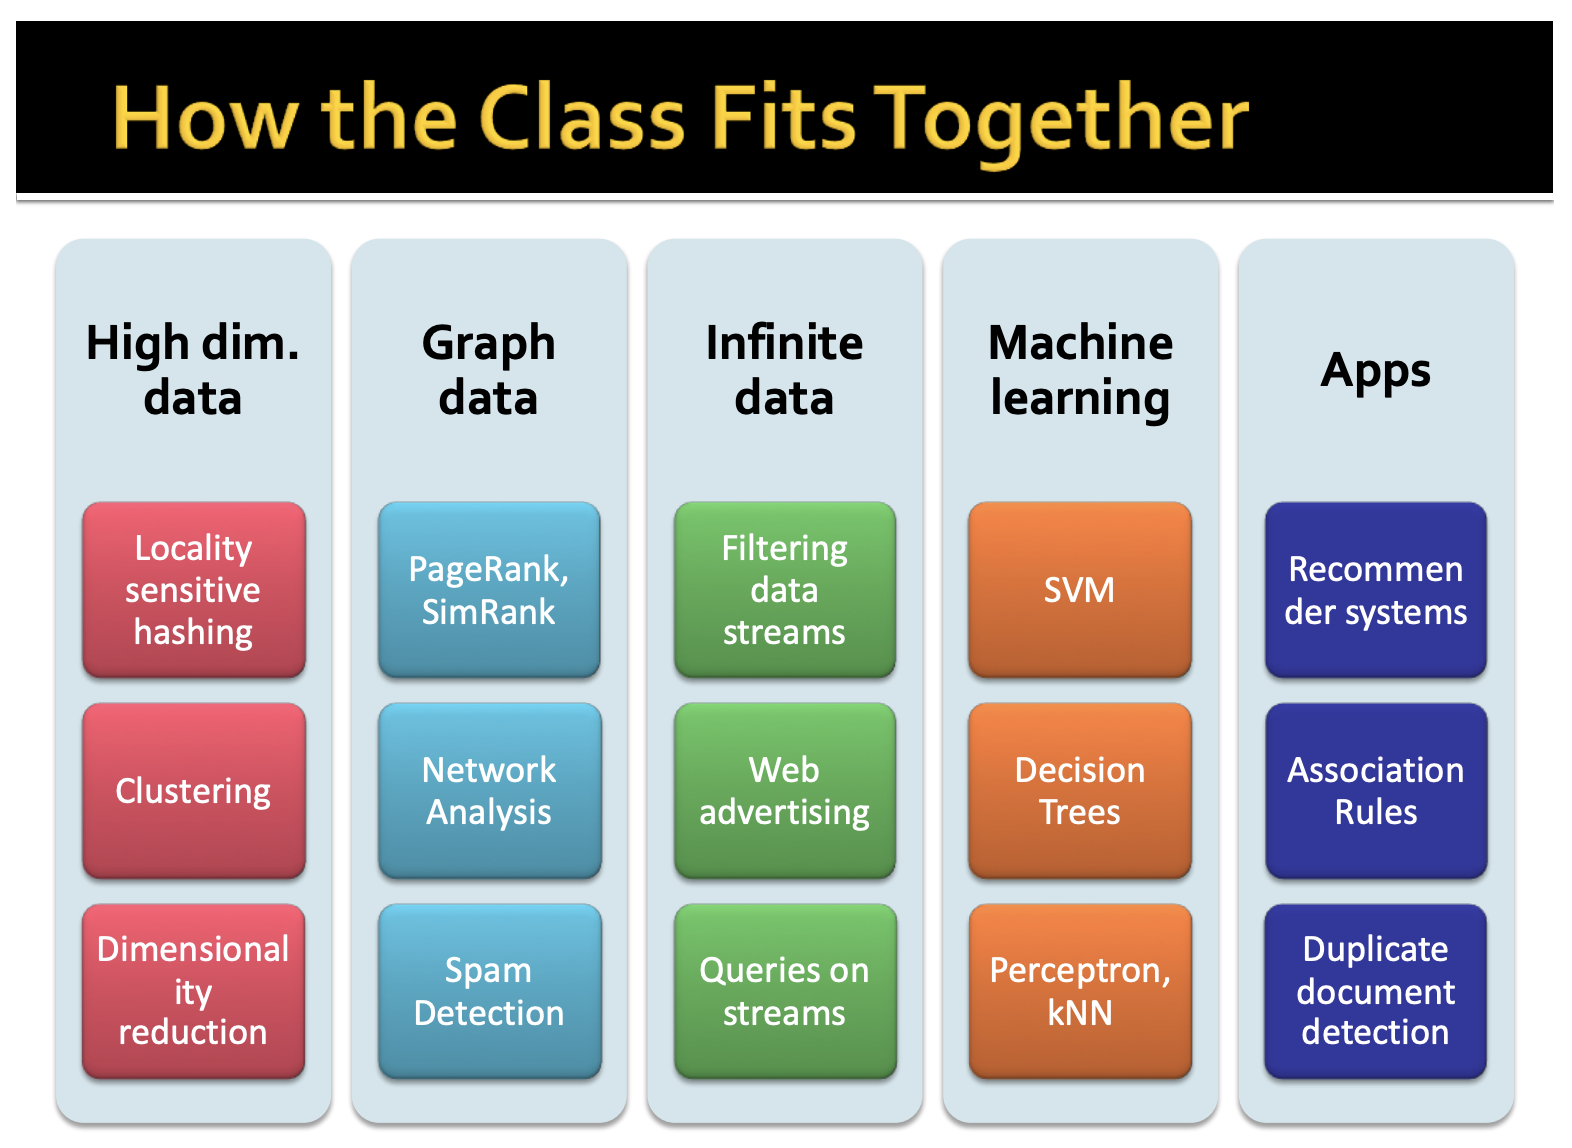 How the Class Fits Together
High dim.
data
Locality
sensitive
hashing
Clustering
Dimensional
ity
reduction
Graph
data
PageRank,
SimRank
Network
Analysis
Spam
Detection
Infinite
data
Filtering
data
streams
Web
advertising
Queries on
streams
Machine
learning
SVM
Decision
Trees
Perceptron,
kNN
Apps
Recommen
der systems
Association
Rules
Duplicate
document
detection